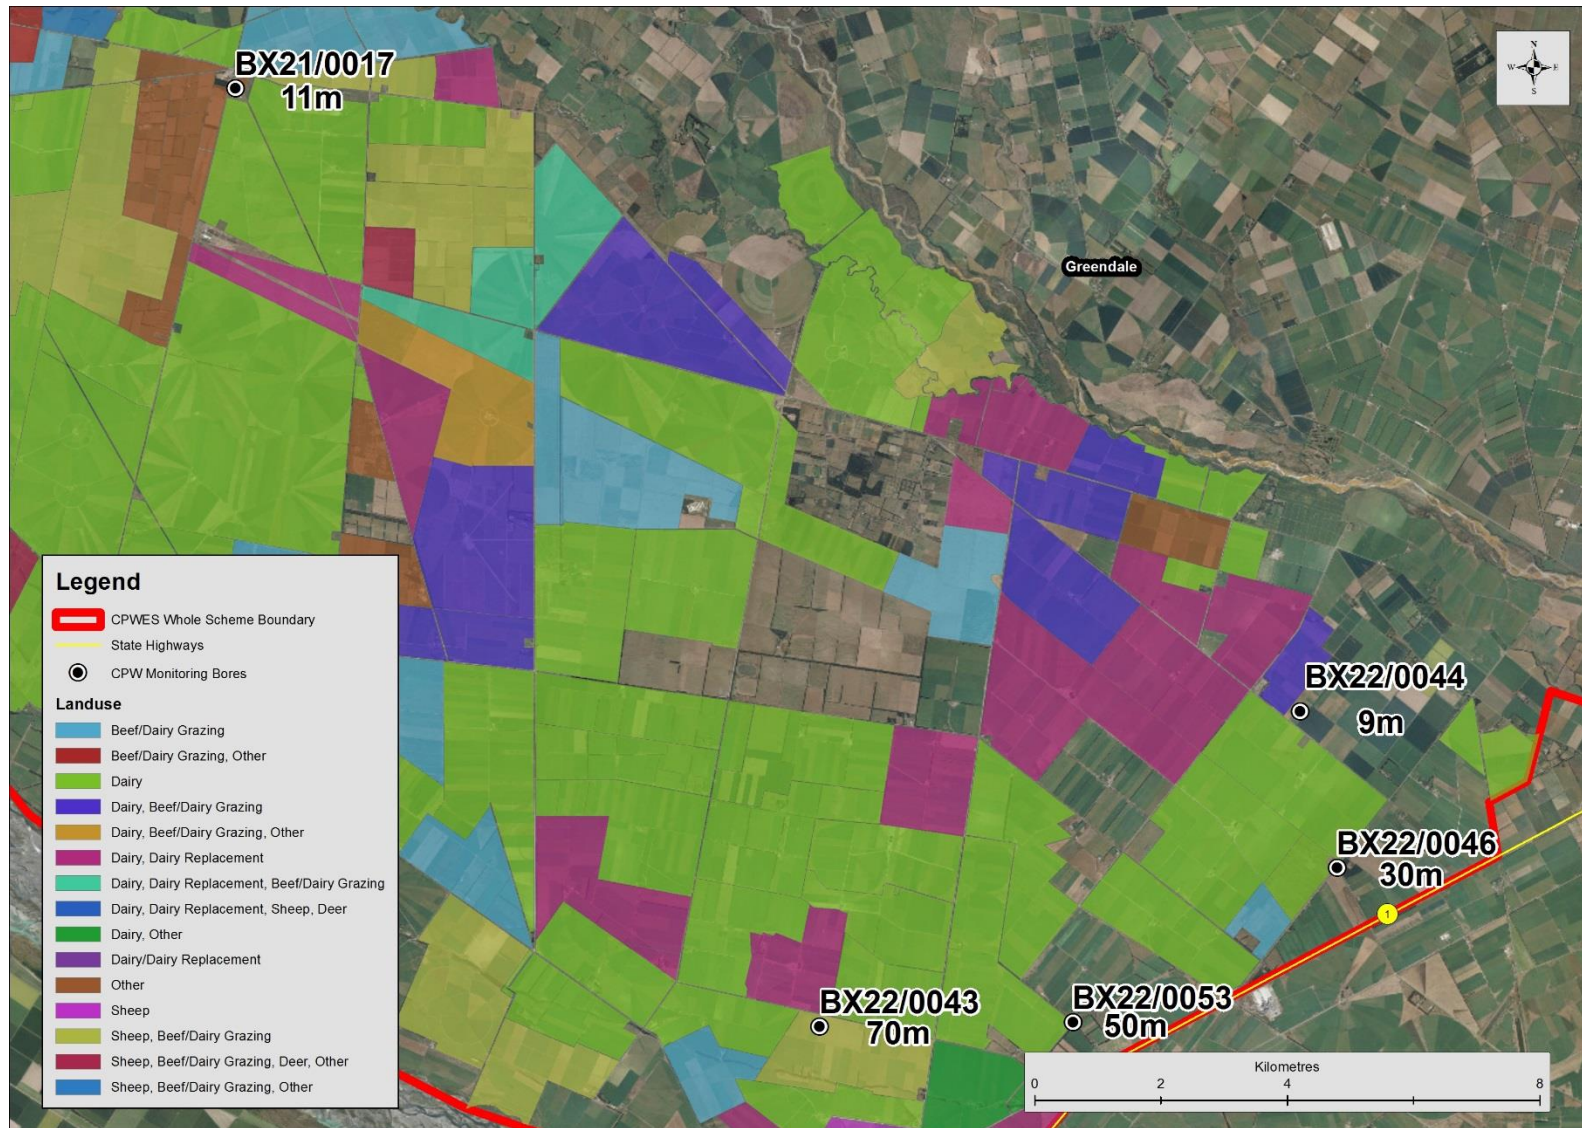 BX21/0017
11m
N
W E
S
Greendale
BX22/0044
9m
BX22/0046
30m
1
BX22/0043
70m
BX22/0053
50m
Legend
CPWES Whole Scheme Boundary
State Highways
CPW Monitoring Bores
Landuse
Beef/Dairy Grazing
Beef/Dairy Grazing, Other
Dairy
Dairy, Beef/Dairy Grazing
Dairy, Beef/Dairy Grazing, Other
Dairy, Dairy Replacement
Dairy, Dairy Replacement, Beef/Dairy Grazing
Dairy, Dairy Replacement, Sheep, Deer
Dairy, Other
Dairy/Dairy Replacement
Other
Sheep
Sheep, Beef/Dairy Grazing
Sheep, Beef/Dairy Grazing, Deer, Other
Sheep, Beef/Dairy Grazing, Other
Kilometres
0 2 4 8